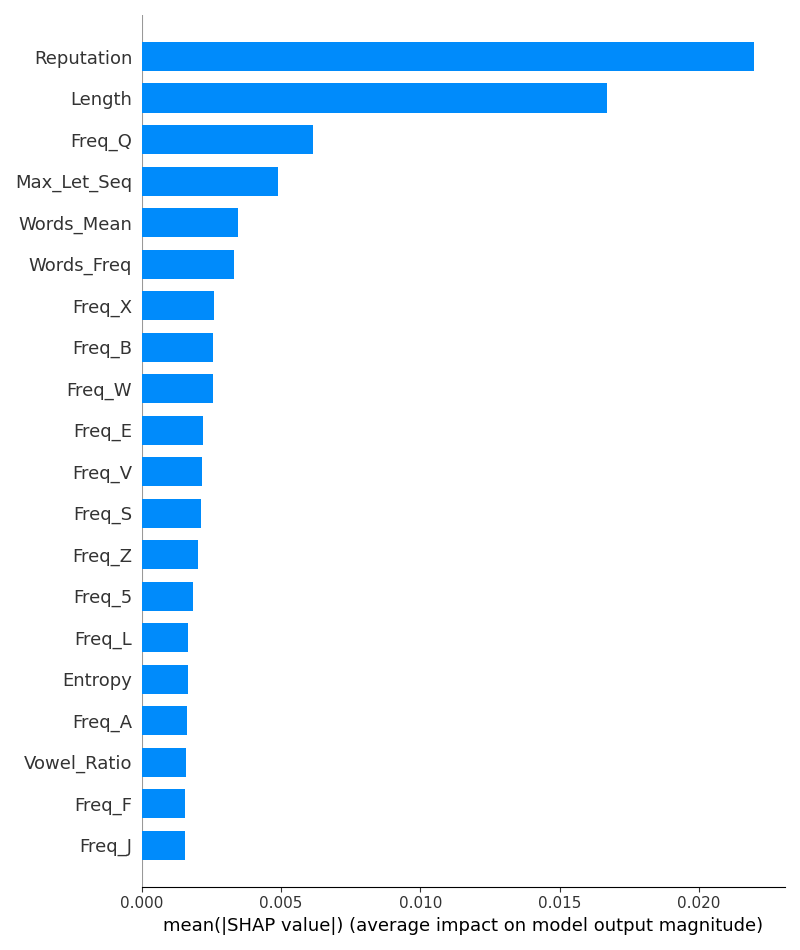 Reputation
Length
Freq_Q
Max_Let_Seq
Words_Mean
Words_Freq
Freq_X
Freq_B
Freq_W
Freq_E
Freq_V
Freq_S
Freq_Z
Freq_5
Freq_L
Entropy
Freq_A
Vowel_Ratio
Freq_F
Freq_J
0.000 0.005 0.010 0.015 0.020
mean(|SHAP value|) (average impact on model output magnitude)